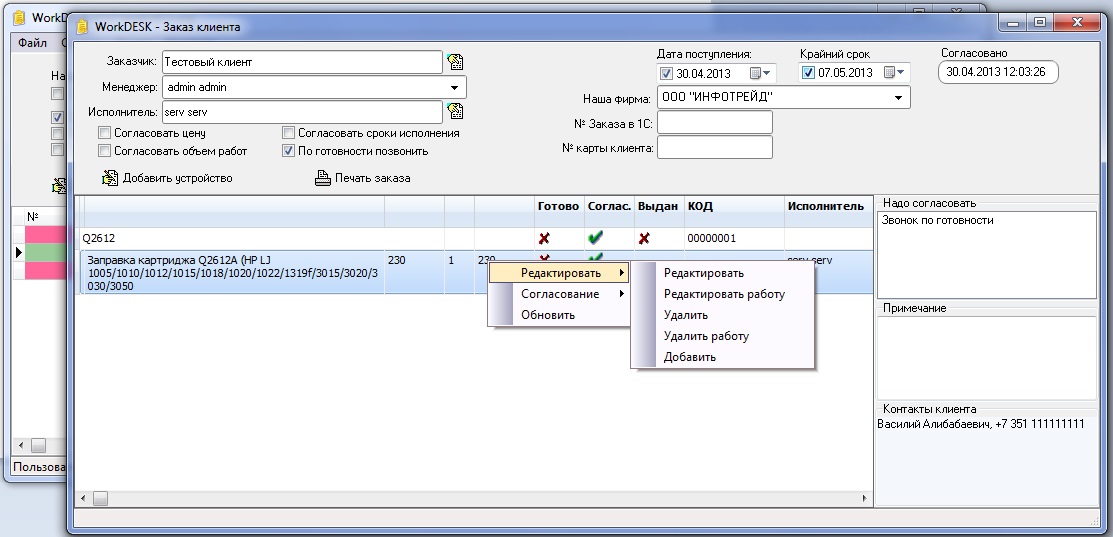 WorkDESK - Заказ клиента
WorkD
Файл
На
№
Пользова
Заказчик: Тестовый клиент
Менеджер: admin admin
Исполнитель: serv serv
Согласовать цену
Согласовать сроки исполнения
Согласовать объем работ
По готовности позвонить
Добавить устройство
Печать заказа
Дата поступления:
30.04.2013
Крайний срок
07.05.2013
Согласовано
30.04.2013 12:03:26
Наша фирма: ООО "ИНФОТРЕЙД"
№ Заказа в 1С:
№ карты клиента:
Готово Соглас. Выдан КОД Исполнитель
Q2612 00000001
Заправка картриджа Q2612A (HP LJ 230 1 230 serv serv
1005/1010/1012/1015/1018/1020/1022/1319f/3015/3020/3
030/3050
Редактировать
Согласование
Обновить
Редактировать
Редактировать работу
Удалить
Удалить работу
Добавить
Надо согласовать
Звонок по готовности
Примечание
Контакты клиента
Василий Алибабаевич, +7 351 111111111